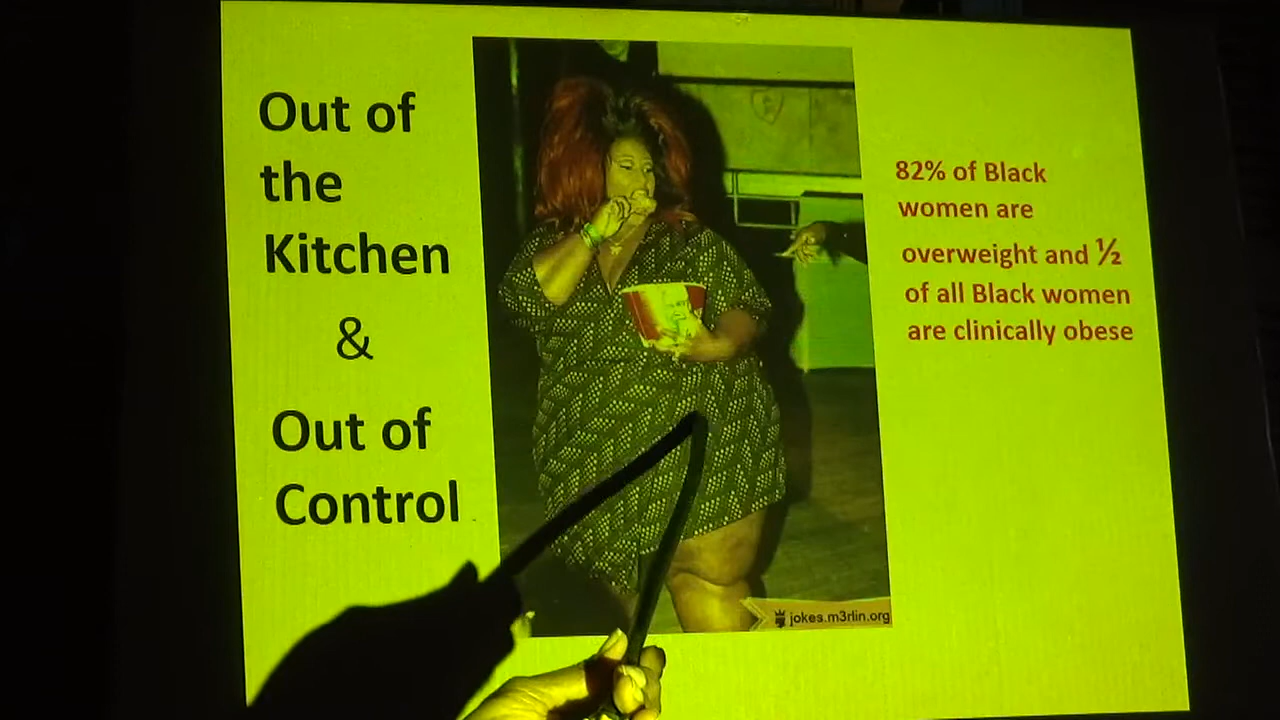 Out of
the
Kitchen
&
Out of
Control
82% of Black
women are
overweight and ½
of all Black women
are clinically obese
jokes.m3rlin.org